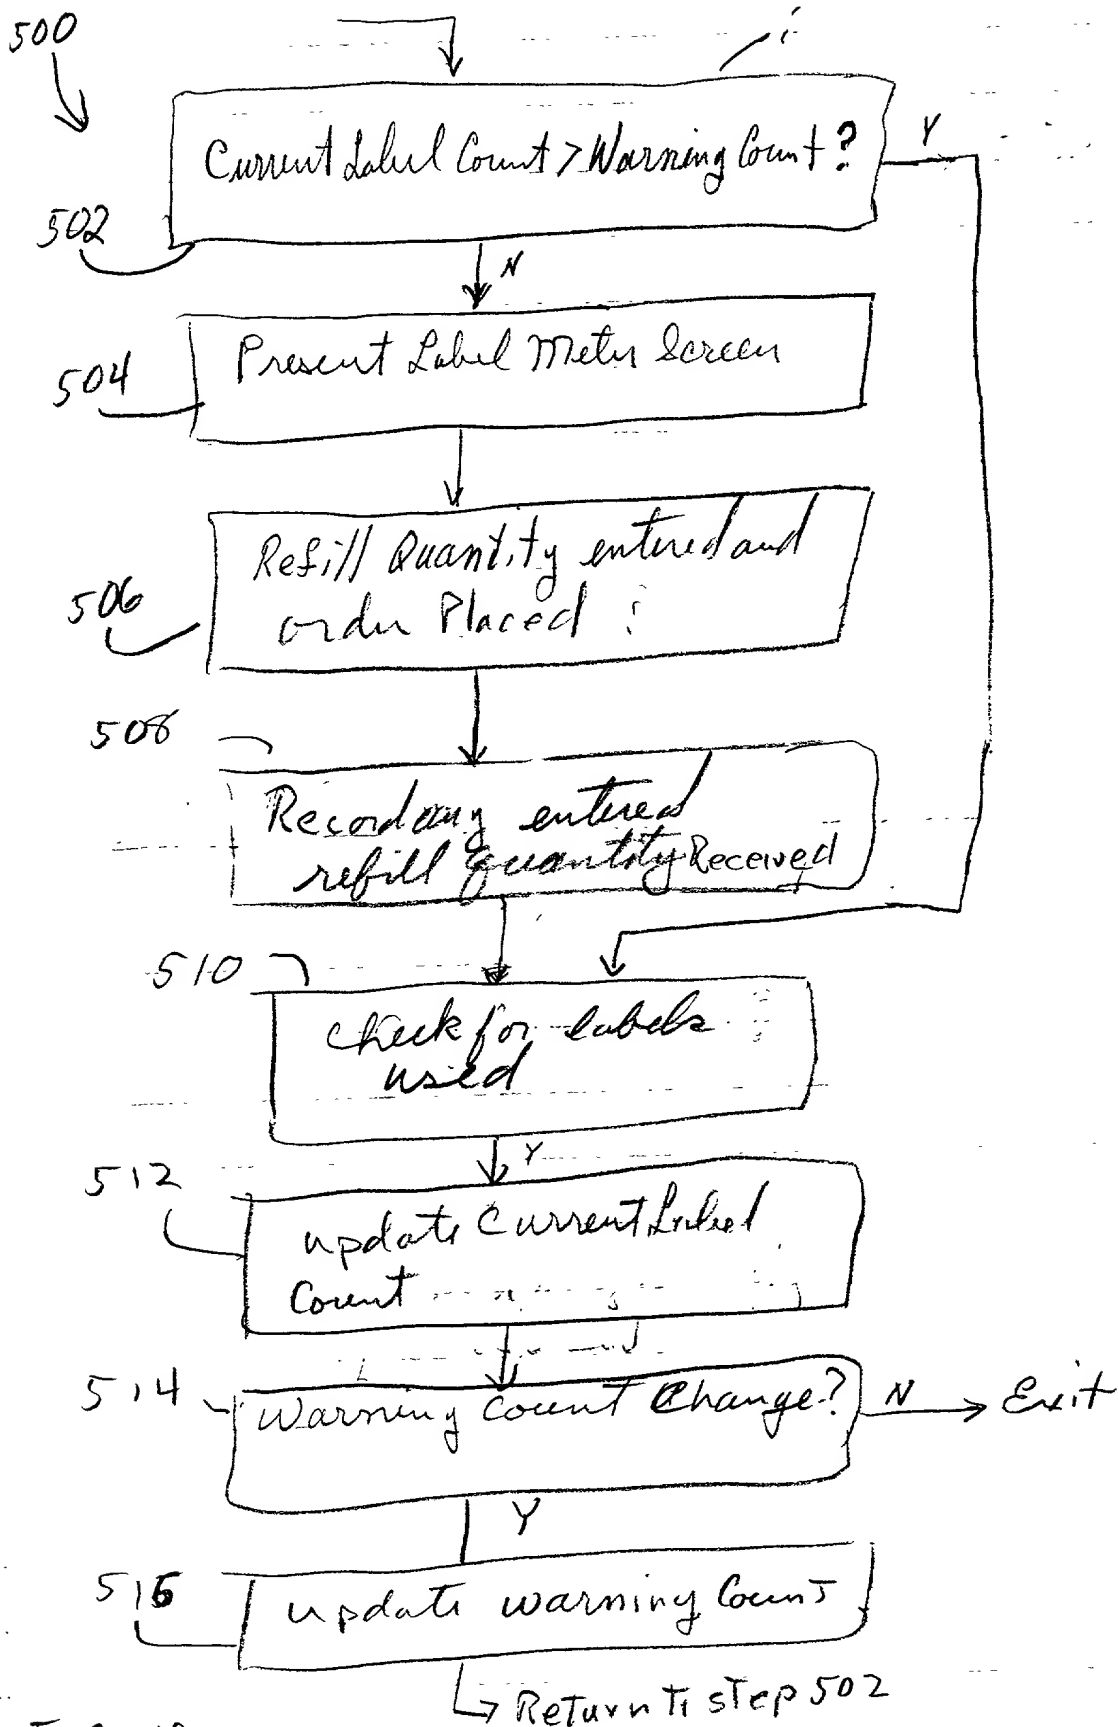 500
Current Label Count > Warning Count ?
Y
502
N
Present Label Meter Screen
504
Refill Quantity entered and
order Placed
506
508
Record any entered
refill quantity Received
510
check for labels
used
Y
512
update Current Label
Count
514
Warning Count Change?
N
Exit
Y
516
update warning Count
Return to step 502